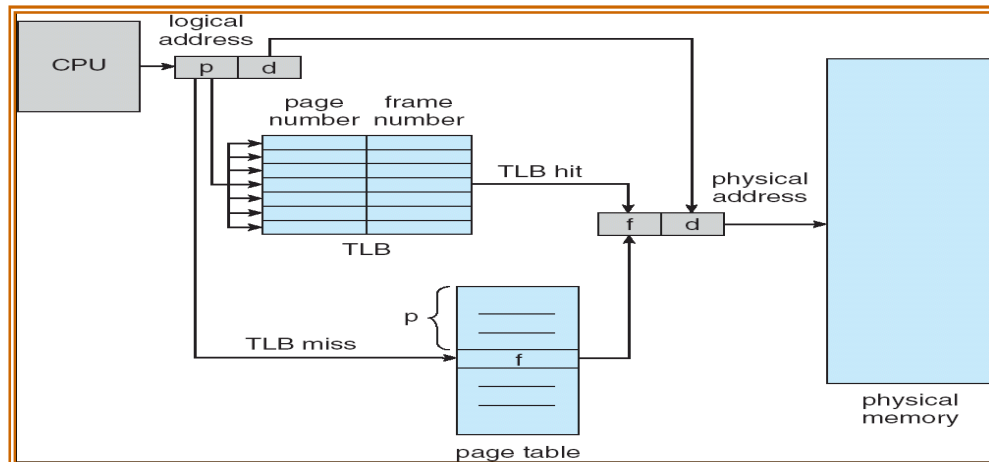 logical
address
CPU
p d
page
number
frame
number
TLB hit
physical
address
f d
TLB
p
TLB miss
f
physical
memory
page table